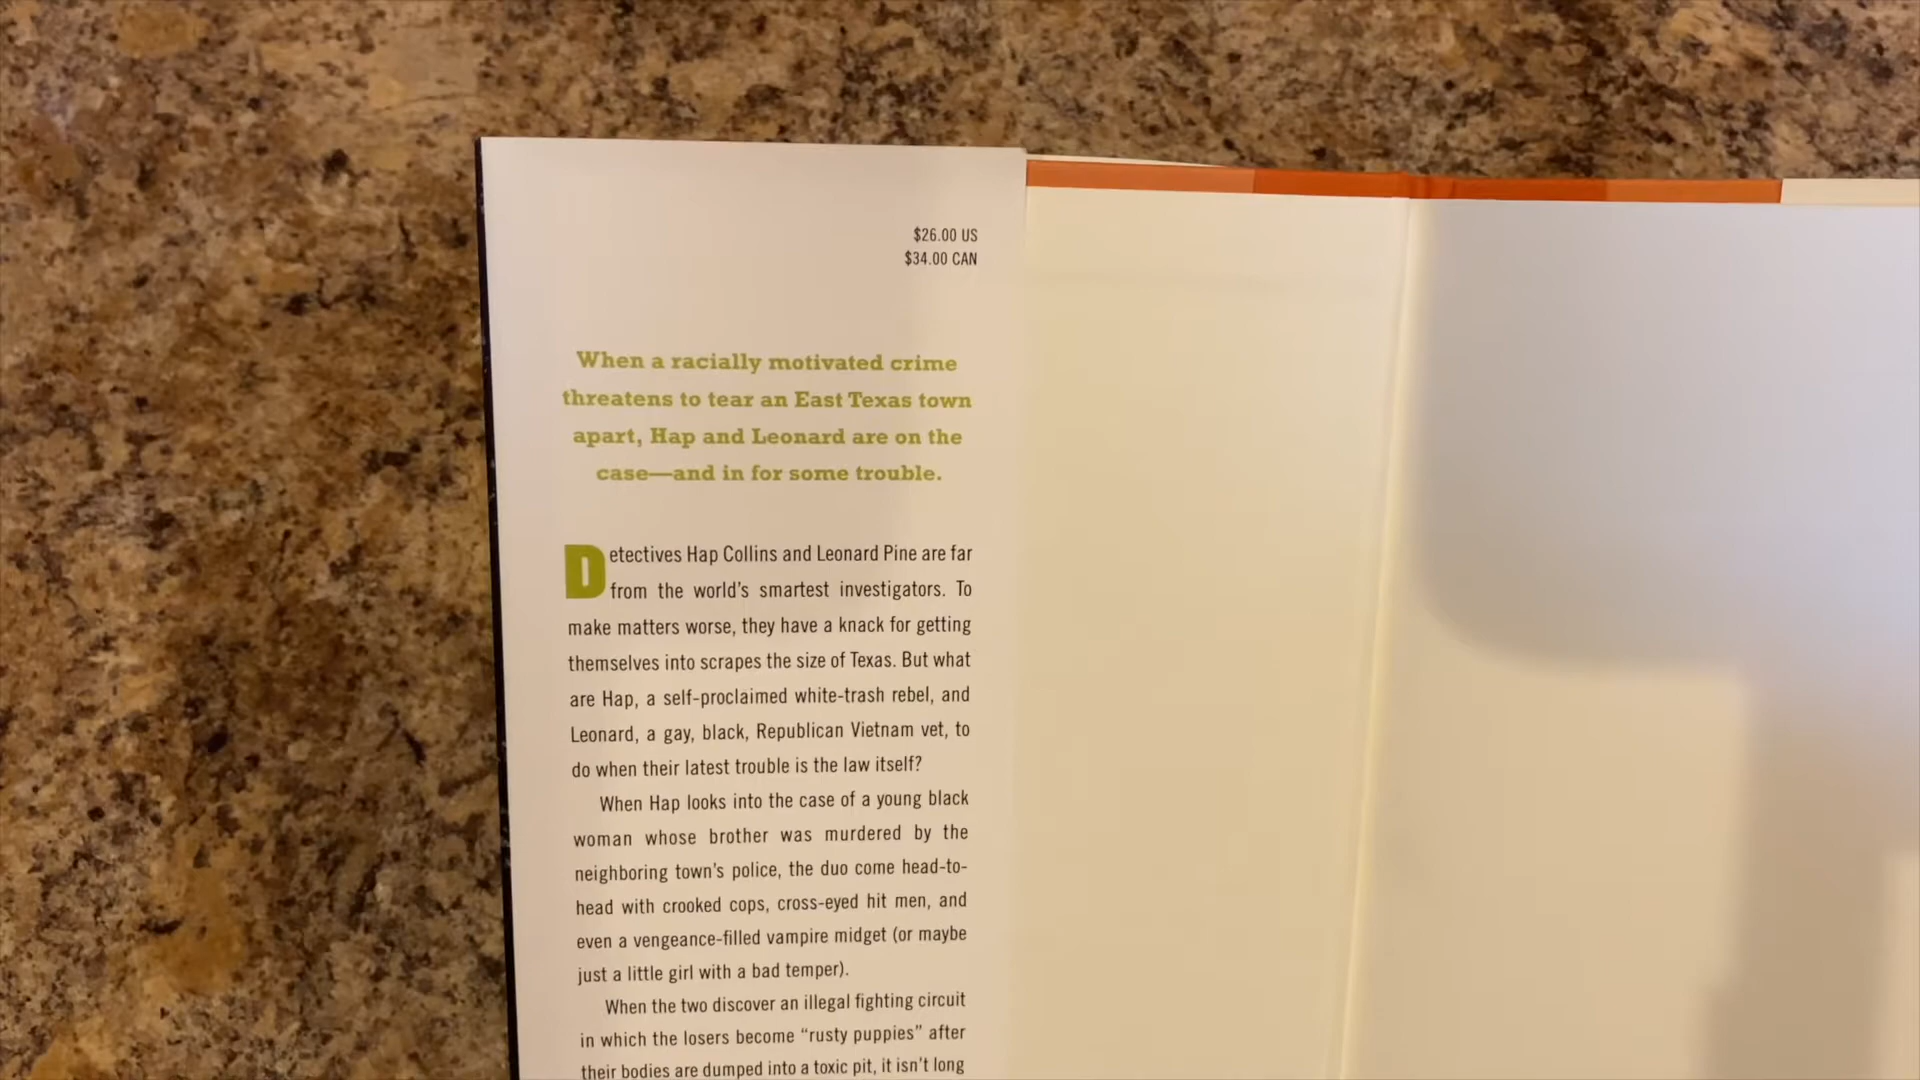 $26.00 US
$34.00 CAN
When a racially motivated crime
threatens to tear an East Texas town
apart, Hap and Leonard are on the
case—and in for some trouble.
Detectives Hap Collins and Leonard Pine are far
from the world's smartest investigators. To
make matters worse, they have a knack for getting
themselves into scrapes the size of Texas. But what
are Hap, a self-proclaimed white-trash rebel, and
Leonard, a gay, black, Republican Vietnam vet, to
do when their latest trouble is the law itself?
When Hap looks into the case of a young black
woman whose brother was murdered by the
neighboring town's police, the duo come head-to-
head with crooked cops, cross-eyed hit men, and
even a vengeance-filled vampire midget (or maybe
just a little girl with a bad temper).
When the two discover an illegal fighting circuit
in which the losers become “rusty puppies” after
their bodies are dumped into a toxic pit, it isn't long